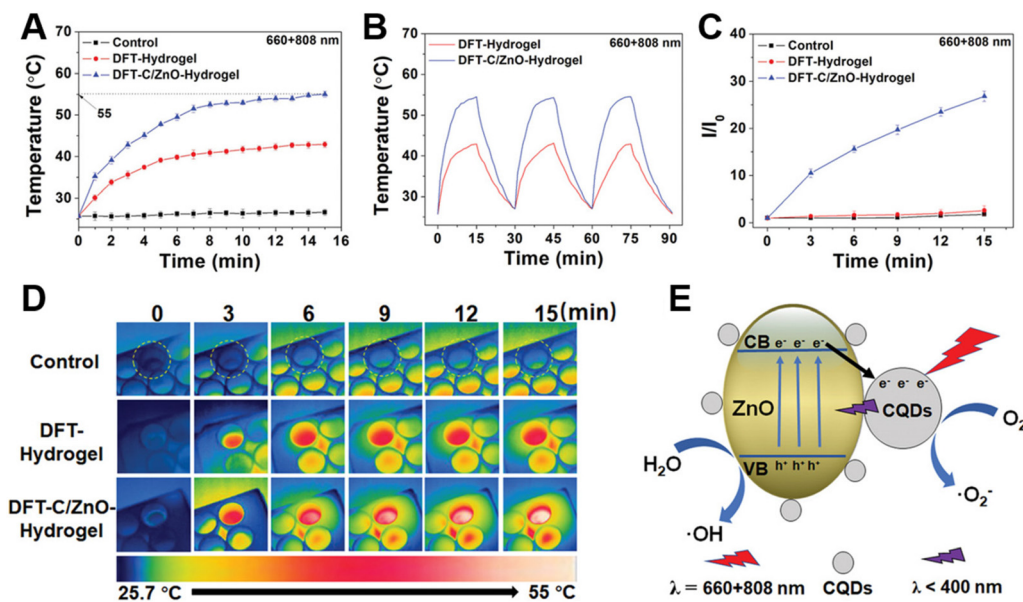 A
660+808 nm
Control
DFT-Hydrogel
DFT-C/ZnO-Hydrogel
Temperature (°C)
70
60
50
40
30
55
0 2 4 6 8 10 12 14 16
Time (min)
B
660+808 nm
DFT-Hydrogel
DFT-C/ZnO-Hydrogel
Temperature (°C)
70
60
50
40
30
0 15 30 45 60 75 90
Time (min)
C
660+808 nm
Control
DFT-Hydrogel
DFT-C/ZnO-Hydrogel
I/I0
40
30
20
10
0
0 3 6 9 12 15
Time (min)
D
0 3 6 9 12 15(min)
Control
DFT-
Hydrogel
DFT-C/ZnO-
Hydrogel
25.7 °C 55 °C
E
CB e- e- e-
e- e- e-
ZnO
CQDs
O2
H2O
VB h+ h+ h+
·O2-
·OH
λ = 660+808 nm
CQDs
λ < 400 nm